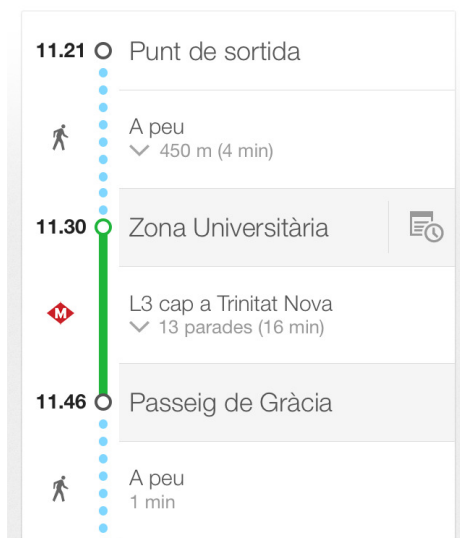 11.21 Punt de sortida
A peu
450 m (4 min)
11.30 Zona Universitària
M L3 cap a Trinitat Nova
13 parades (16 min)
11.46 Passeig de Gràcia
A peu
1 min